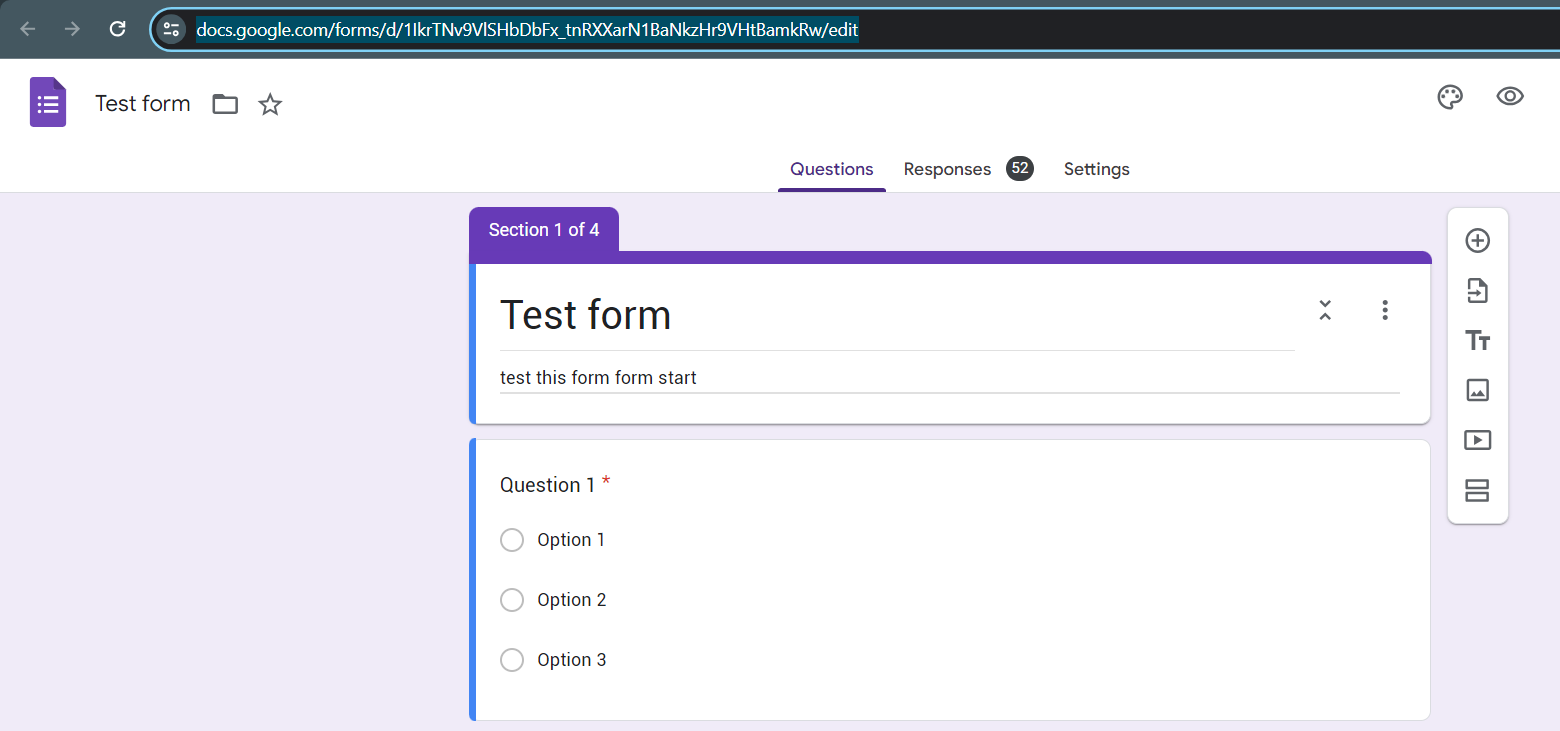 docs.google.com/forms/d/1IkrTNv9VlSHbDbFx_tnRXXarN1BaNkzHr9VHtBamkRw/edit
Test form
Questions Responses 52 Settings
Section 1 of 4
Test form
test this form form start
Question 1 *
Option 1
Option 2
Option 3